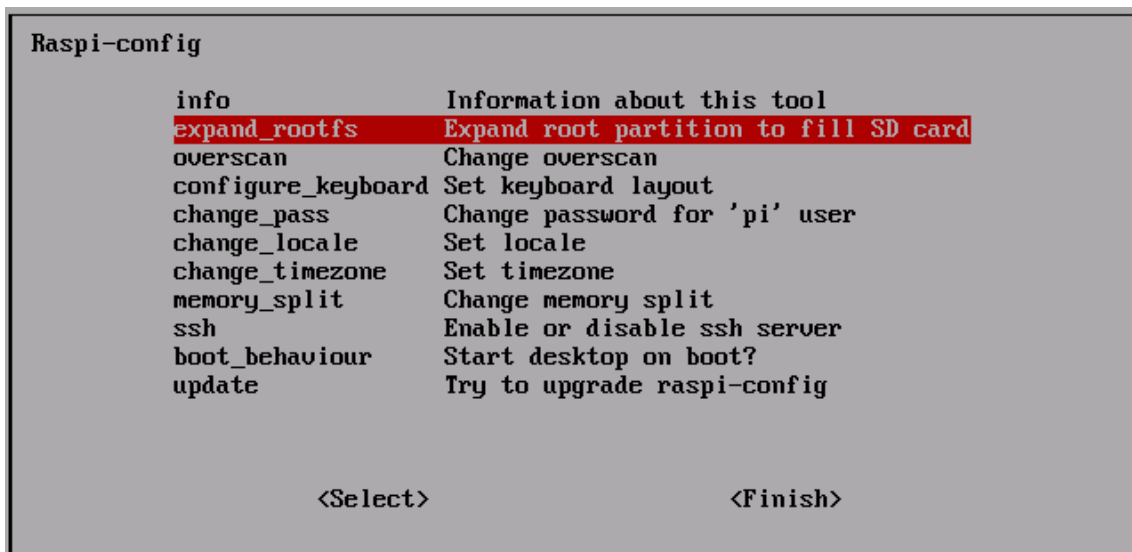 Raspi-config
info Information about this tool
expand_rootfs Expand root partition to fill SD card
overscan Change overscan
configure_keyboard Set keyboard layout
change_pass Change password for 'pi' user
change_locale Set locale
change_timezone Set timezone
memory_split Change memory split
ssh Enable or disable ssh server
boot_behaviour Start desktop on boot?
update Try to upgrade raspi-config
<Select> <Finish>